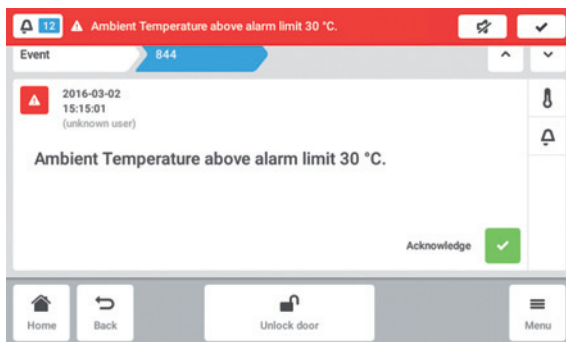 12 Ambient Temperature above alarm limit 30 °C.
Event 844
2016-03-02
15:15:01
(unknown user)
Ambient Temperature above alarm limit 30 °C.
Acknowledge
Home Back Unlock door Menu